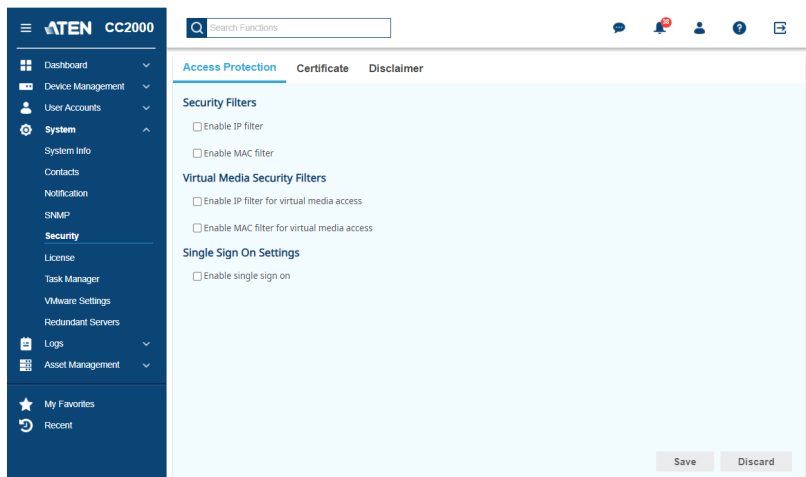 ATEN CC2000
Search Functions
38
Dashboard
Device Management
User Accounts
System
System Info
Contacts
Notification
SNMP
Security
License
Task Manager
VMware Settings
Redundant Servers
Logs
Asset Management
My Favorites
Recent
Access Protection Certificate Disclaimer
Security Filters
Enable IP filter
Enable MAC filter
Virtual Media Security Filters
Enable IP filter for virtual media access
Enable MAC filter for virtual media access
Single Sign On Settings
Enable single sign on
Save Discard